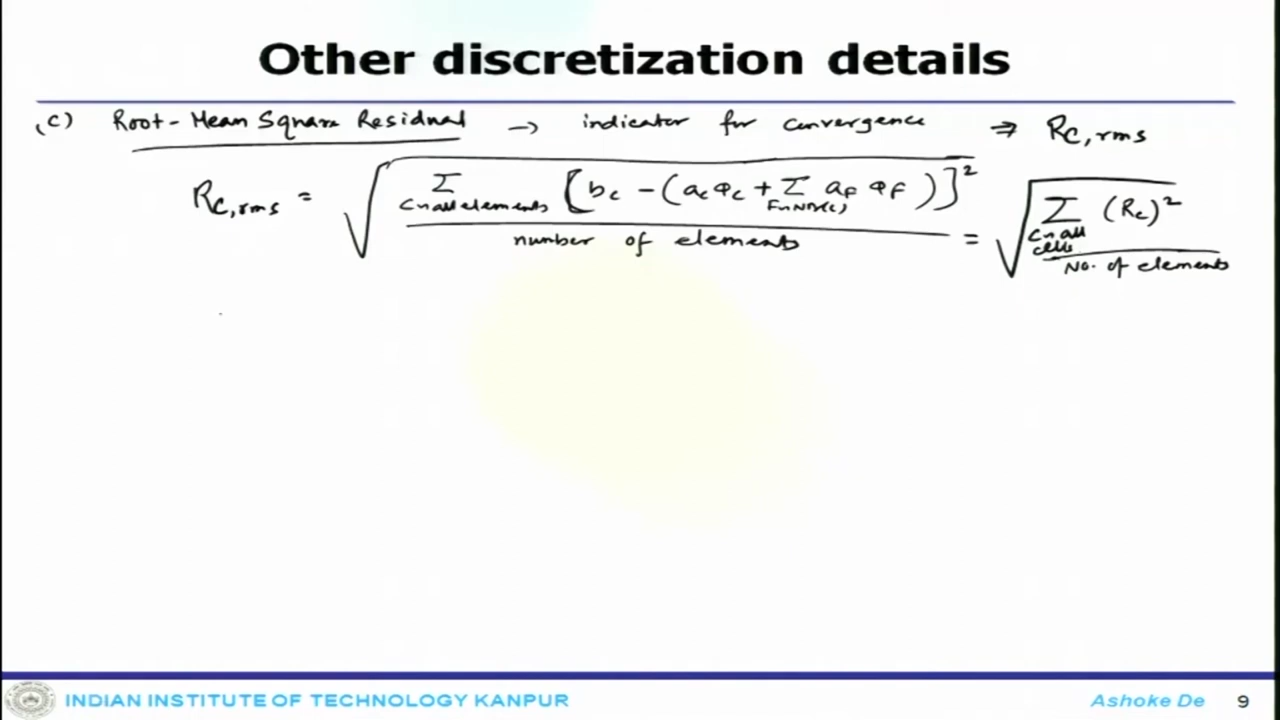 Other discretization details
(c) Root-Mean Square Residual → indicator for convergence ⇒ R_C,rms
R_C,rms = √( Σ_{C~all elements} [b_C - (a_C φ_C + Σ_{F~NB(C)} a_F φ_F)]² / number of elements ) = √( Σ_{C~all cells} (R_C)² / No. of elements )
INDIAN INSTITUTE OF TECHNOLOGY KANPUR Ashoke De 9